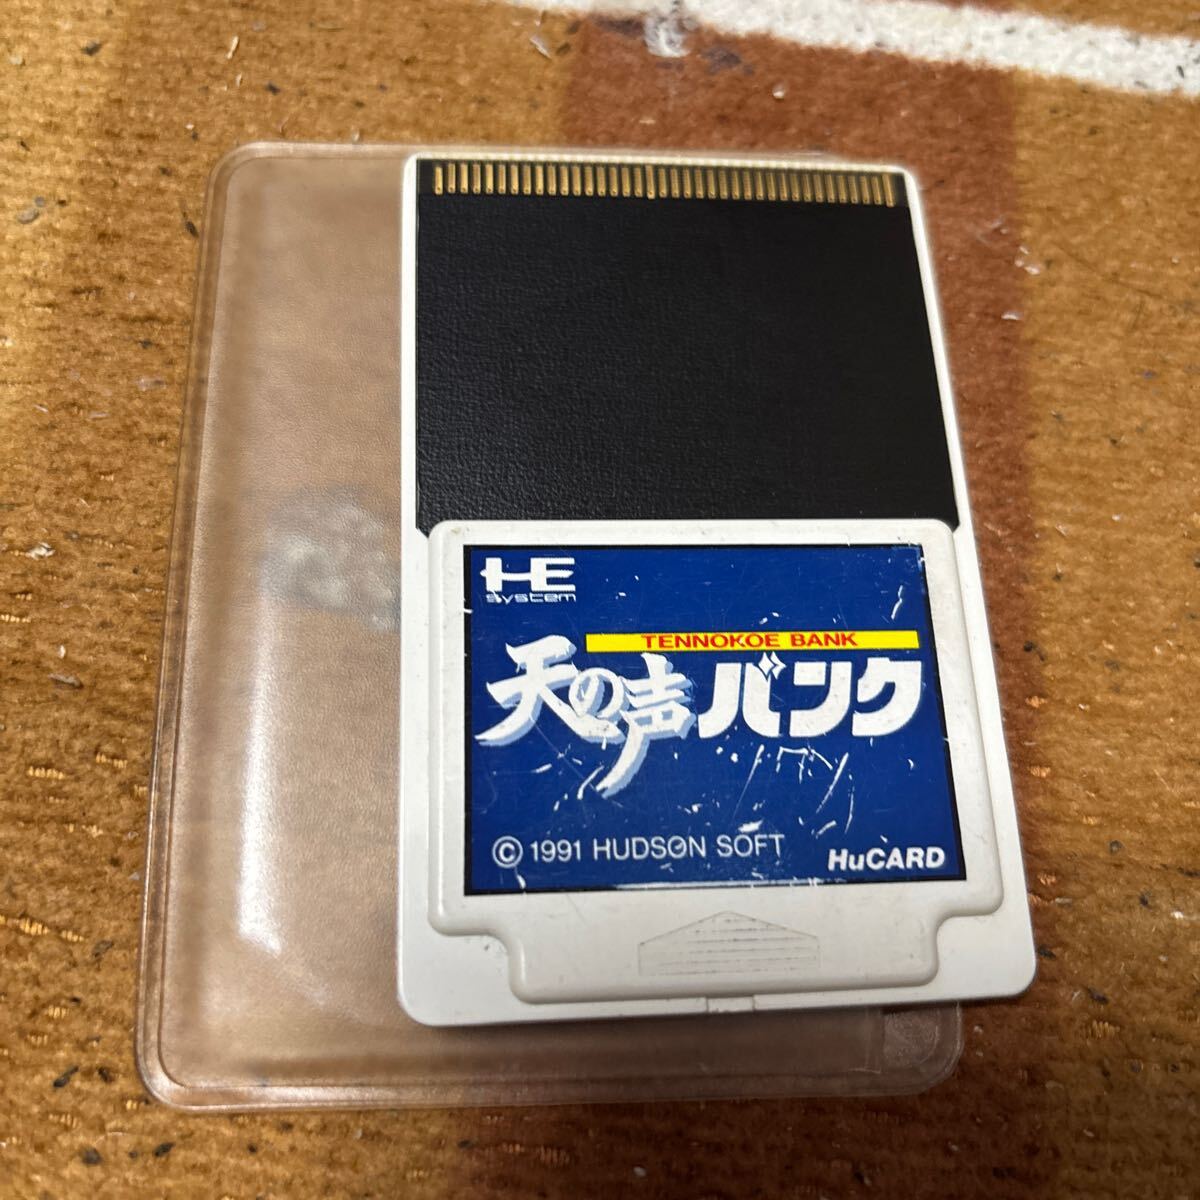 HE
system
TENNOKOE BANK
天の声バンク
© 1991 HUDSON SOFT
HuCARD